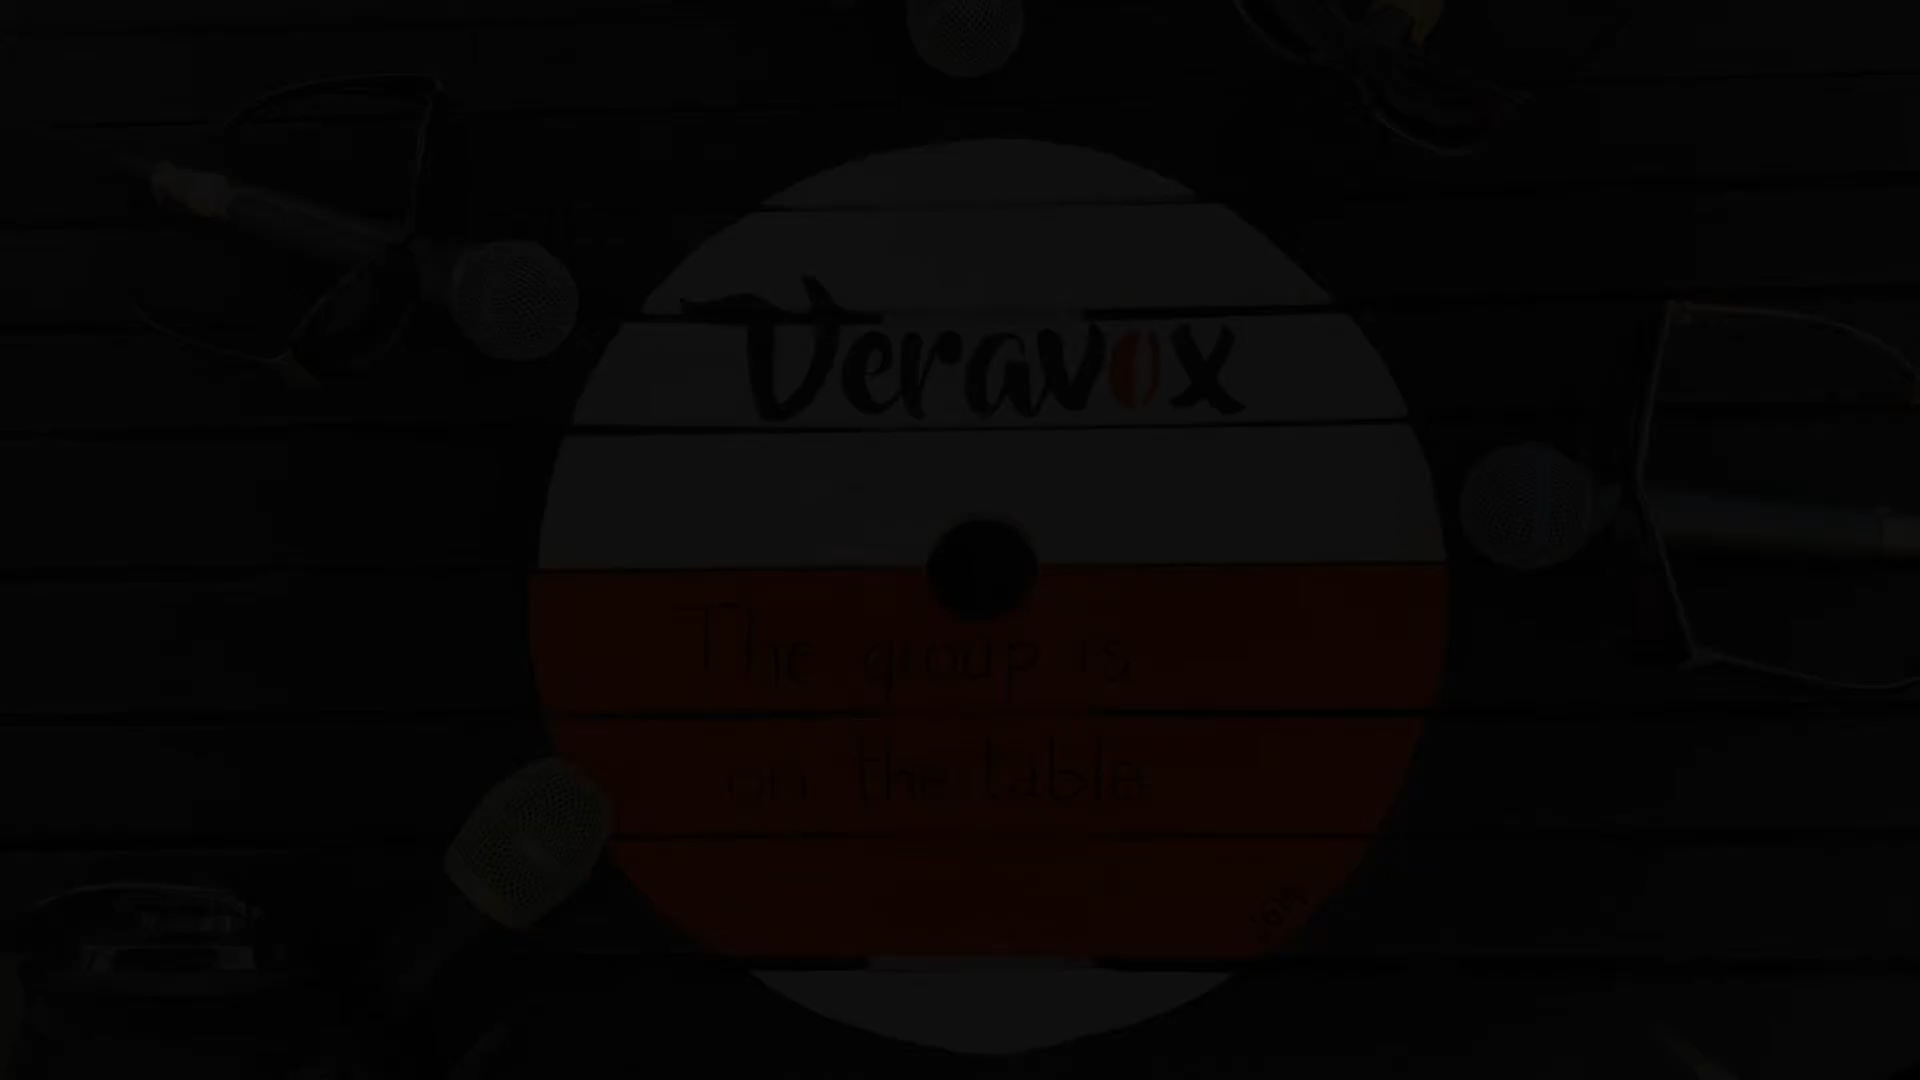 Veravox
The group is
on the table